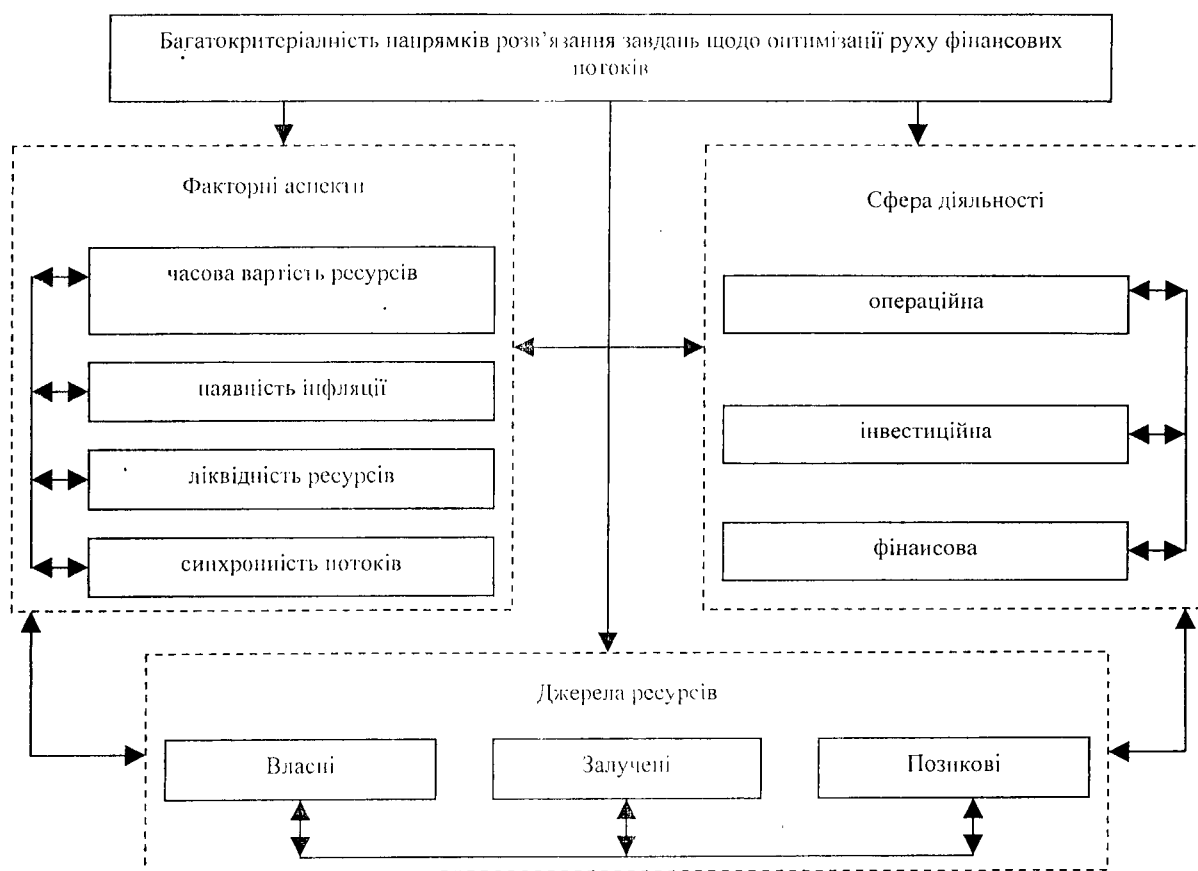 Багатокритеріалність напрямків розв’язання завдань щодо оптимізації руху фінансових
потоків
Факторні аспекти
часова вартість ресурсів
наявність інфляції
ліквідність ресурсів
синхронність потоків
Сфера діяльності
операційна
інвестиційна
фінансова
Джерела ресурсів
Власні
Залучені
Позикові